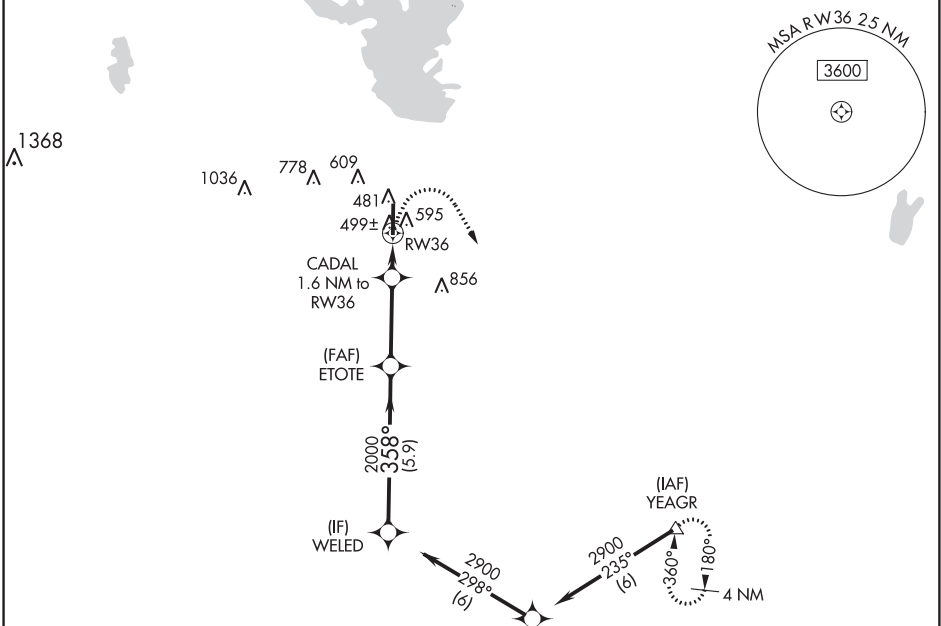 MSA RW36 25 NM
3600
1368
1036
778
609
481
499±
595
RW36
CADAL
1.6 NM to
RW36
856
(FAF)
ETOTE
2000
358°
(5.9)
(IF)
WELED
2900
298°
(6)
(IAF)
YEAGR
2900
235°
(6)
360°
180°
4 NM